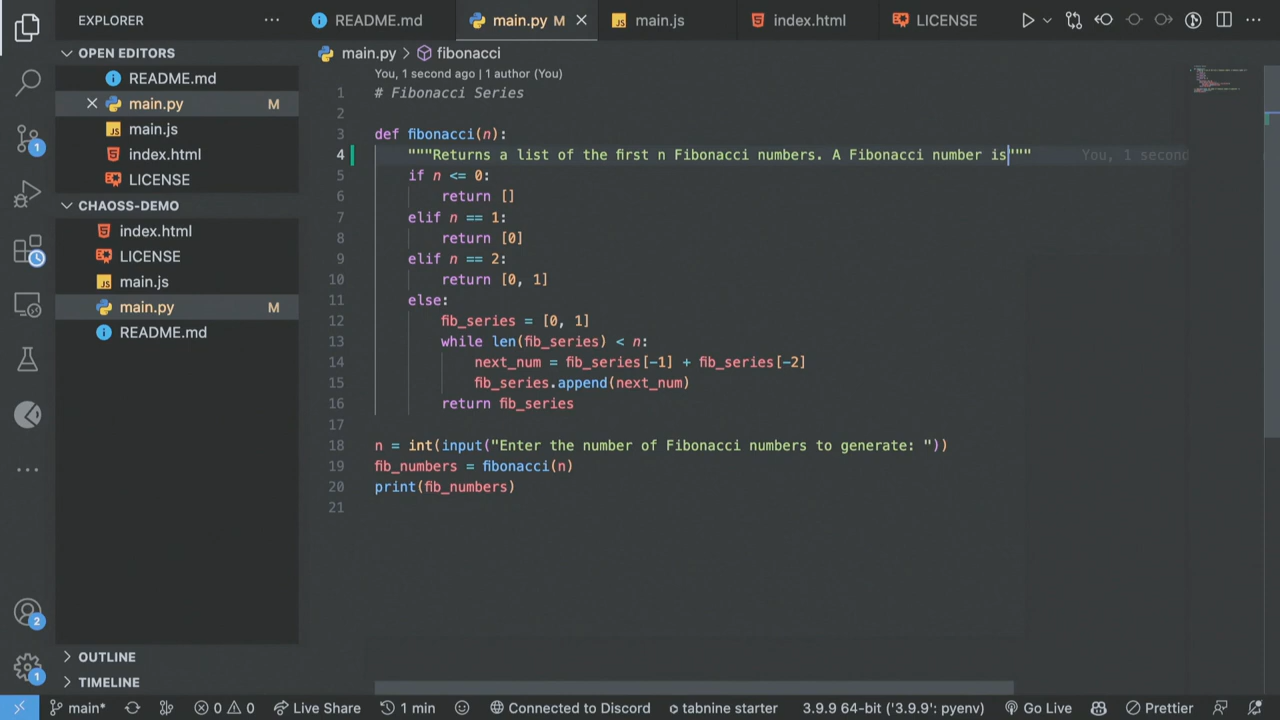 EXPLORER
OPEN EDITORS
README.md
main.py M
main.js
index.html
LICENSE
CHAOSS-DEMO
index.html
LICENSE
main.js
main.py M
README.md
OUTLINE
TIMELINE
1
2
1
README.md
main.py M
main.js
index.html
LICENSE
main.py > fibonacci
You, 1 second ago | 1 author (You)
1 # Fibonacci Series
2
3 def fibonacci(n):
4 """Returns a list of the first n Fibonacci numbers. A Fibonacci number is""" You, 1 second
5 if n <= 0:
6 return []
7 elif n == 1:
8 return [0]
9 elif n == 2:
10 return [0, 1]
11 else:
12 fib_series = [0, 1]
13 while len(fib_series) < n:
14 next_num = fib_series[-1] + fib_series[-2]
15 fib_series.append(next_num)
16 return fib_series
17
18 n = int(input("Enter the number of Fibonacci numbers to generate: "))
19 fib_numbers = fibonacci(n)
20 print(fib_numbers)
21
main* 0 0 Live Share 1 min Connected to Discord tabnine starter 3.9.9 64-bit ('3.9.9': pyenv) Go Live Prettier